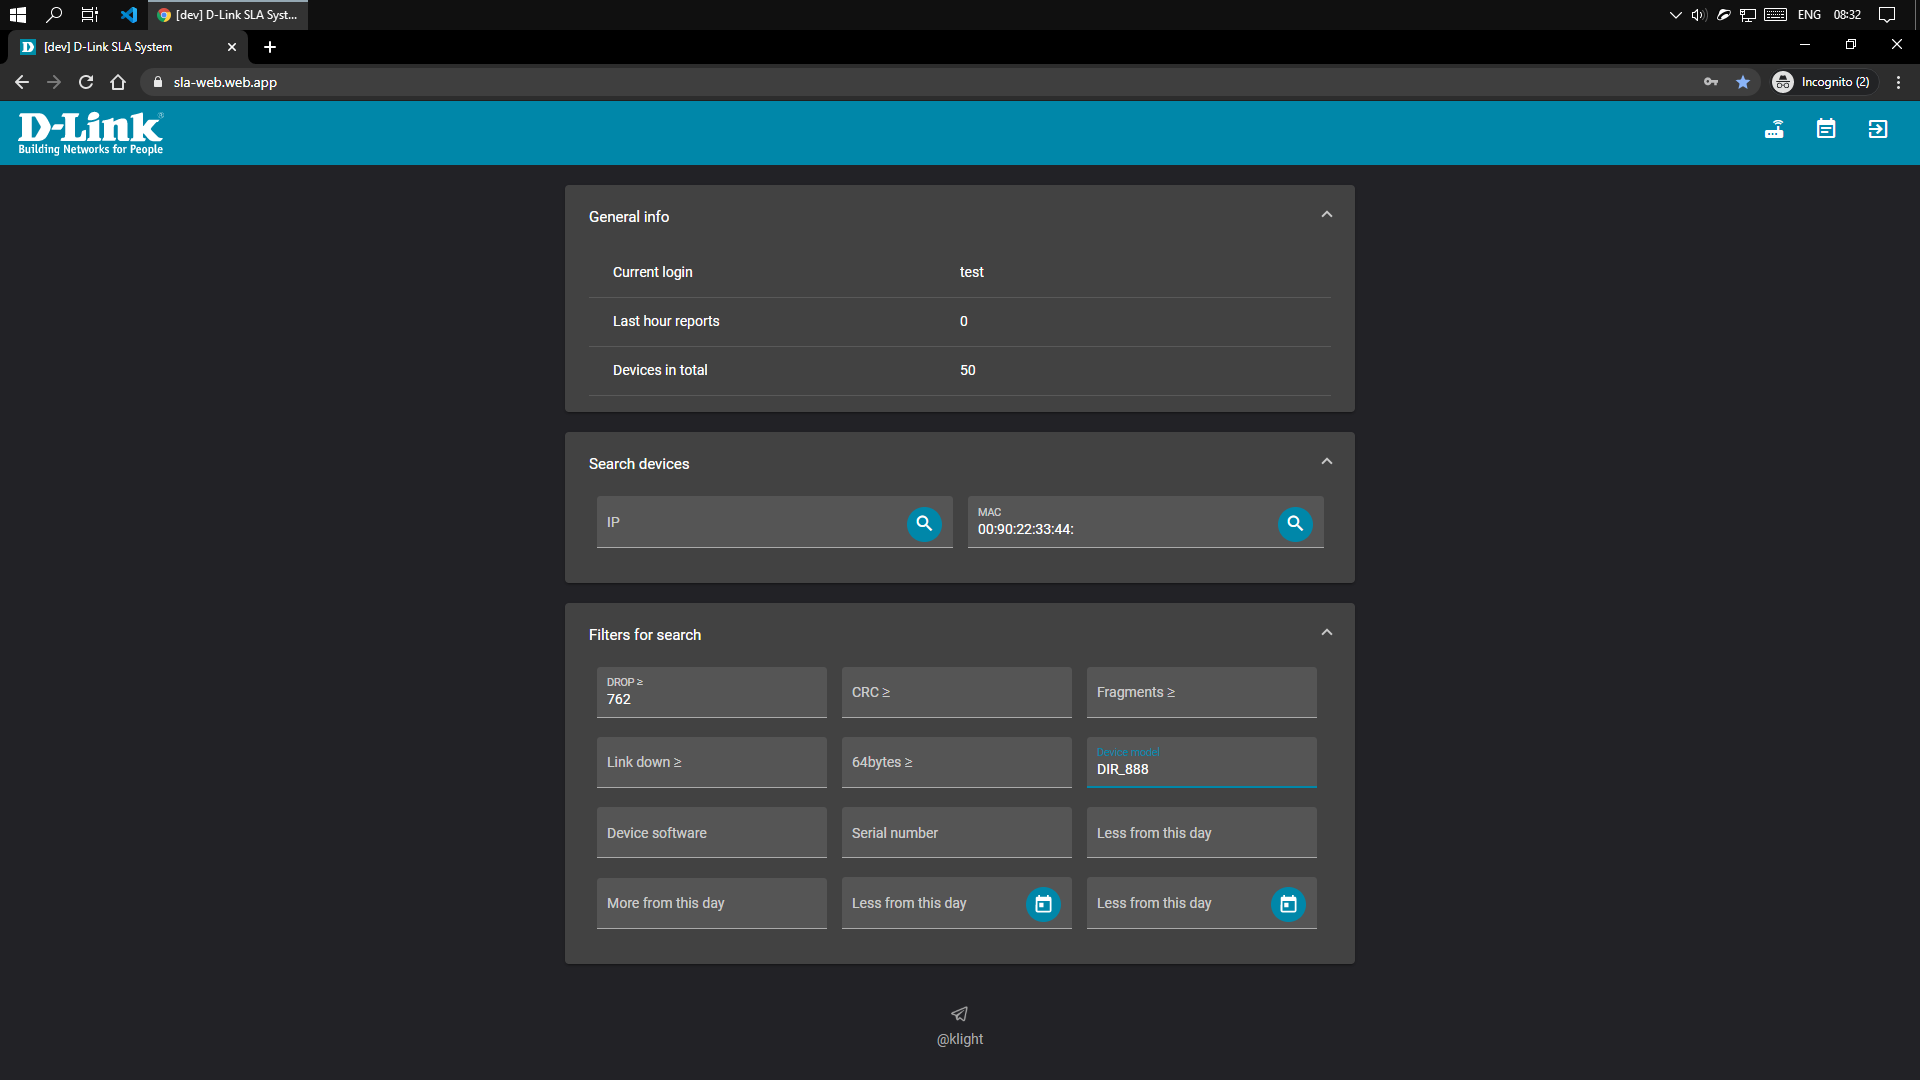 [dev] D-Link SLA Syst...
ENG
08:32
[dev] D-Link SLA System
sla-web.web.app
Incognito (2)
D-Link®
Building Networks for People
General info
Current login test
Last hour reports 0
Devices in total 50
Search devices
IP
MAC
00:90:22:33:44:
Filters for search
DROP ≥
762
CRC ≥
Fragments ≥
Link down ≥
64bytes ≥
Device model
DIR_888
Device software
Serial number
Less from this day
More from this day
Less from this day
Less from this day
@klight